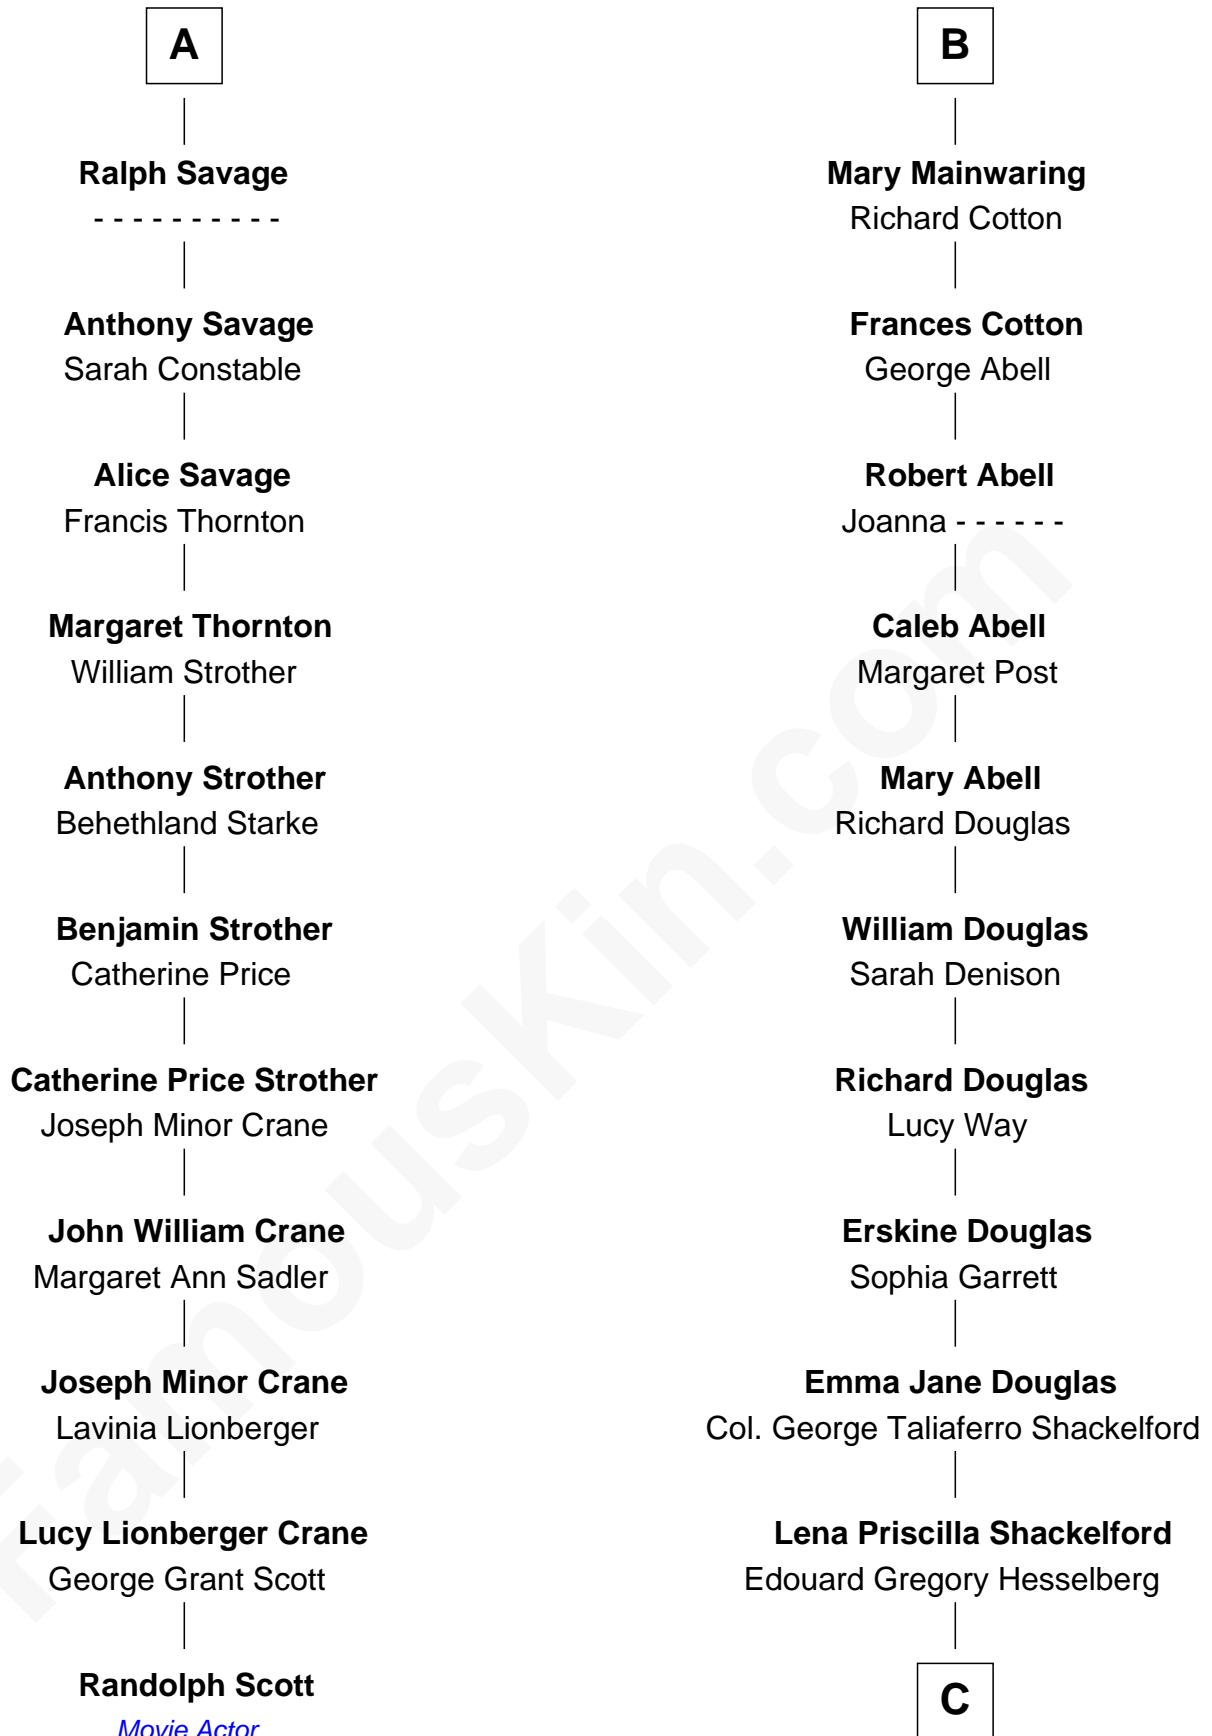 A
Ralph Savage
- - - - - - - - - -
Anthony Savage
Sarah Constable
Alice Savage
Francis Thornton
Margaret Thornton
William Strother
Anthony Strother
Behethland Starke
Benjamin Strother
Catherine Price
Catherine Price Strother
Joseph Minor Crane
John William Crane
Margaret Ann Sadler
Joseph Minor Crane
Lavinia Lionberger
Lucy Lionberger Crane
George Grant Scott
Randolph Scott
Movie Actor
B
Mary Mainwaring
Richard Cotton
Frances Cotton
George Abell
Robert Abell
Joanna - - - - - -
Caleb Abell
Margaret Post
Mary Abell
Richard Douglas
William Douglas
Sarah Denison
Richard Douglas
Lucy Way
Erskine Douglas
Sophia Garrett
Emma Jane Douglas
Col. George Taliaferro Shackelford
Lena Priscilla Shackelford
Edouard Gregory Hesselberg
C
FamousKin.com